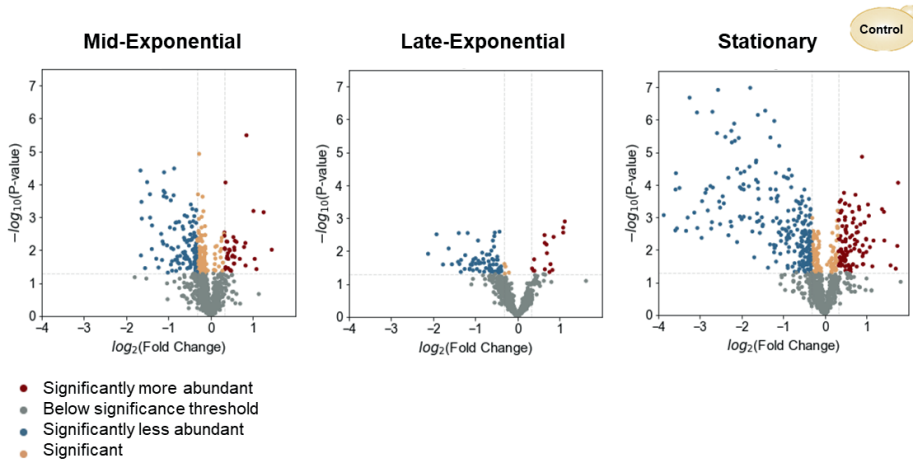 Control
Mid-Exponential
Late-Exponential
Stationary
7
6
5
4
3
2
1
0
−log10(P-value)
−4 −3 −2 −1 0 1
log2(Fold Change)
7
6
5
4
3
2
1
0
−log10(P-value)
−4 −3 −2 −1 0 1
log2(Fold Change)
7
6
5
4
3
2
1
0
−log10(P-value)
−4 −3 −2 −1 0 1
log2(Fold Change)
Significantly more abundant
Below significance threshold
Significantly less abundant
Significant